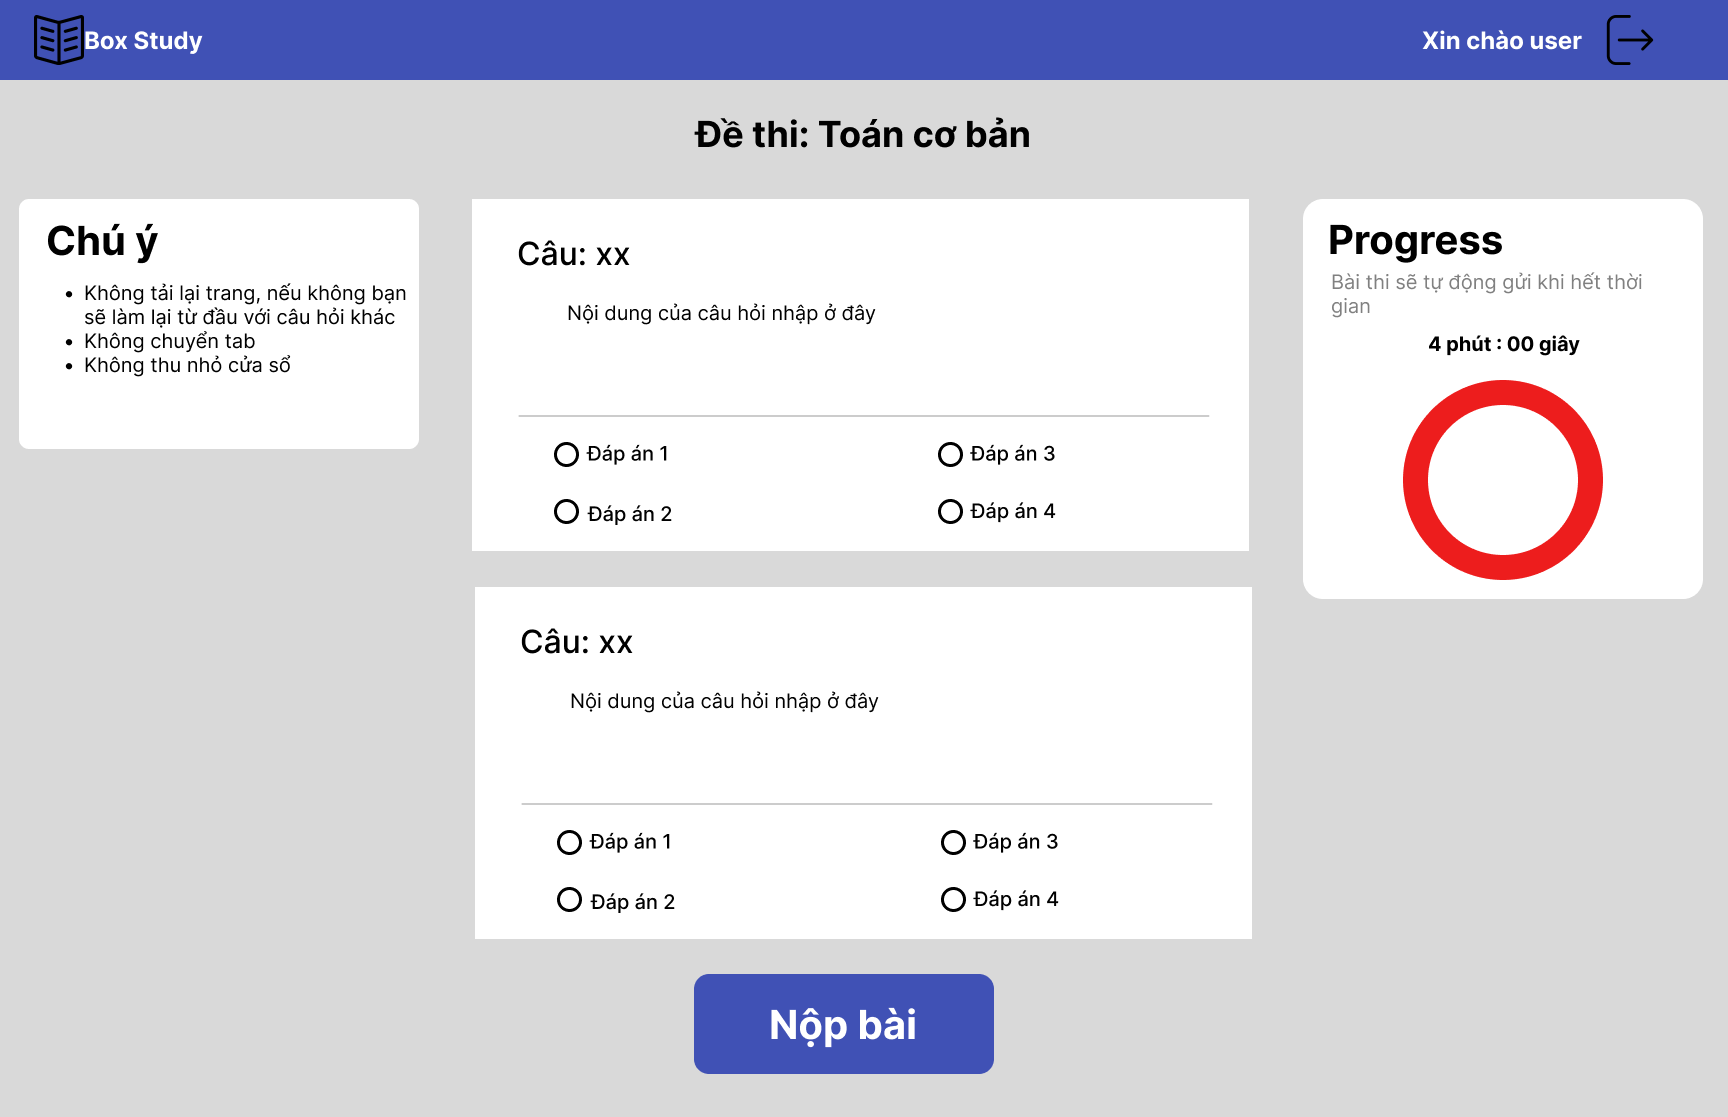 Box Study
Xin chào user
Đề thi: Toán cơ bản
Chú ý
Không tải lại trang, nếu không bạn
sẽ làm lại từ đầu với câu hỏi khác
Không chuyển tab
Không thu nhỏ cửa sổ
Câu: xx
Nội dung của câu hỏi nhập ở đây
Đáp án 1
Đáp án 3
Đáp án 2
Đáp án 4
Câu: xx
Nội dung của câu hỏi nhập ở đây
Đáp án 1
Đáp án 3
Đáp án 2
Đáp án 4
Nộp bài
Progress
Bài thi sẽ tự động gửi khi hết thời
gian
4 phút : 00 giây